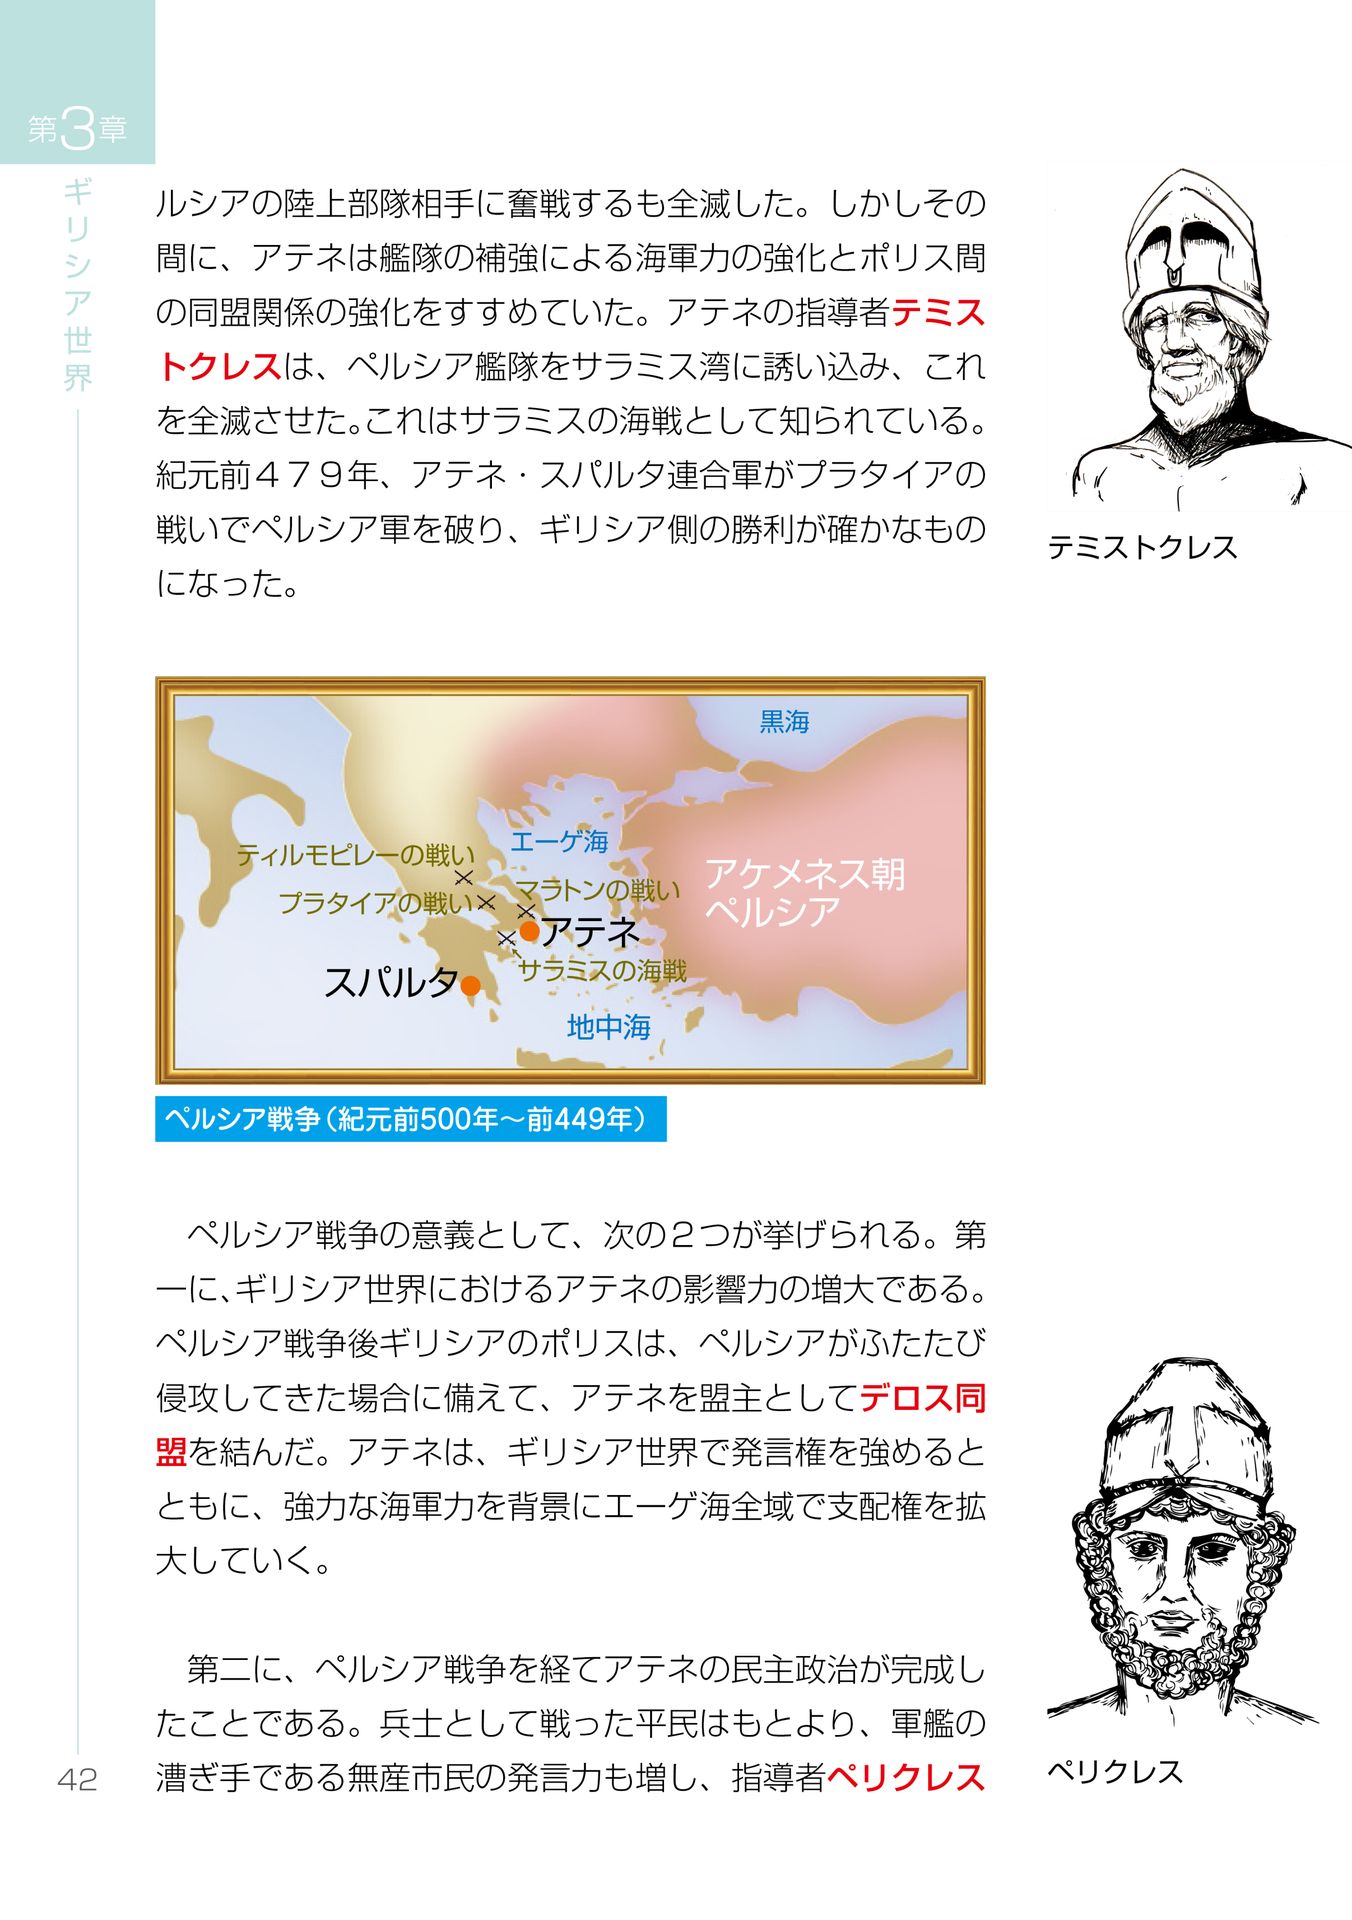 第3章
ギリシア世界
ルシアの陸上部隊相手に奮戦するも全滅した。しかしその
間に、アテネは艦隊の補強による海軍力の強化とポリス間
の同盟関係の強化をすすめていた。アテネの指導者テミス
トクレスは、ペルシア艦隊をサラミス湾に誘い込み、これ
を全滅させた。これはサラミスの海戦として知られている。
紀元前４７９年、アテネ・スパルタ連合軍がプラタイアの
戦いでペルシア軍を破り、ギリシア側の勝利が確かなもの
になった。
テミストクレス
黒海
エーゲ海
ティルモピレーの戦い
プラタイアの戦い
マラトンの戦い
アケメネス朝
ペルシア
アテネ
サラミスの海戦
スパルタ
地中海
ペルシア戦争（紀元前500年～前449年）
ペルシア戦争の意義として、次の２つが挙げられる。第
一に、ギリシア世界におけるアテネの影響力の増大である。
ペルシア戦争後ギリシアのポリスは、ペルシアがふたたび
侵攻してきた場合に備えて、アテネを盟主としてデロス同
盟を結んだ。アテネは、ギリシア世界で発言権を強めると
ともに、強力な海軍力を背景にエーゲ海全域で支配権を拡
大していく。
第二に、ペルシア戦争を経てアテネの民主政治が完成し
たことである。兵士として戦った平民はもとより、軍艦の
漕ぎ手である無産市民の発言力も増し、指導者ペリクレス
ペリクレス
42